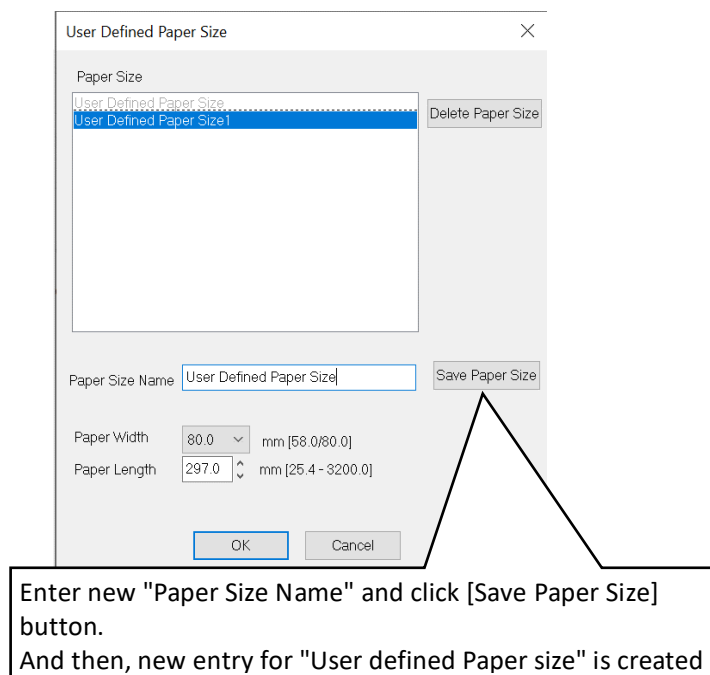 User Defined Paper Size
Paper Size
User Defined Paper Size
User Defined Paper Size1
Delete Paper Size
Paper Size Name User Defined Paper Size Save Paper Size
Paper Width 80.0 mm [58.0/80.0]
Paper Length 297.0 mm [25.4 - 3200.0]
OK Cancel
Enter new "Paper Size Name" and click [Save Paper Size]
button.
And then, new entry for "User defined Paper size" is created